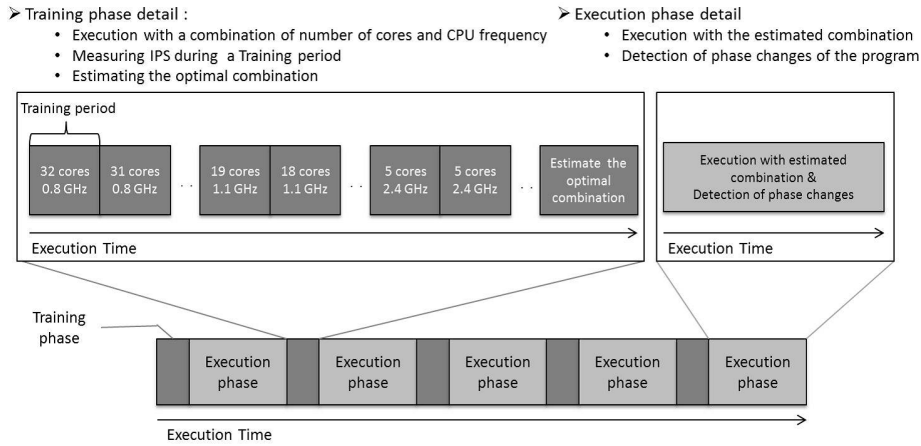 Training phase detail :
Execution with a combination of number of cores and CPU frequency
Measuring IPS during a Training period
Estimating the optimal combination
Execution phase detail
Execution with the estimated combination
Detection of phase changes of the program
Training period
32 cores
0.8 GHz
31 cores
0.8 GHz
. .
19 cores
1.1 GHz
18 cores
1.1 GHz
. .
5 cores
2.4 GHz
5 cores
2.4 GHz
. .
Estimate the
optimal
combination
Execution Time
Execution with estimated
combination &
Detection of phase changes
Execution Time
Training
phase
Execution
phase
Execution
phase
Execution
phase
Execution
phase
Execution
phase
Execution Time